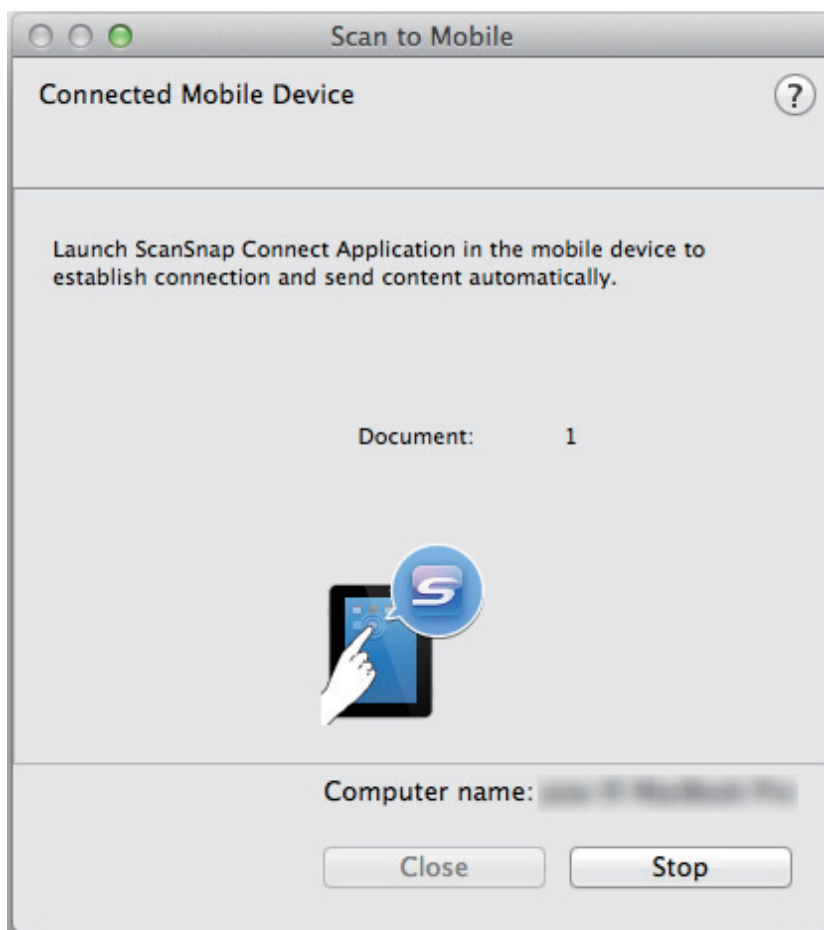 Scan to Mobile
Connected Mobile Device
?
Launch ScanSnap Connect Application in the mobile device to
establish connection and send content automatically.
Document: 1
S
Computer name:
Close Stop